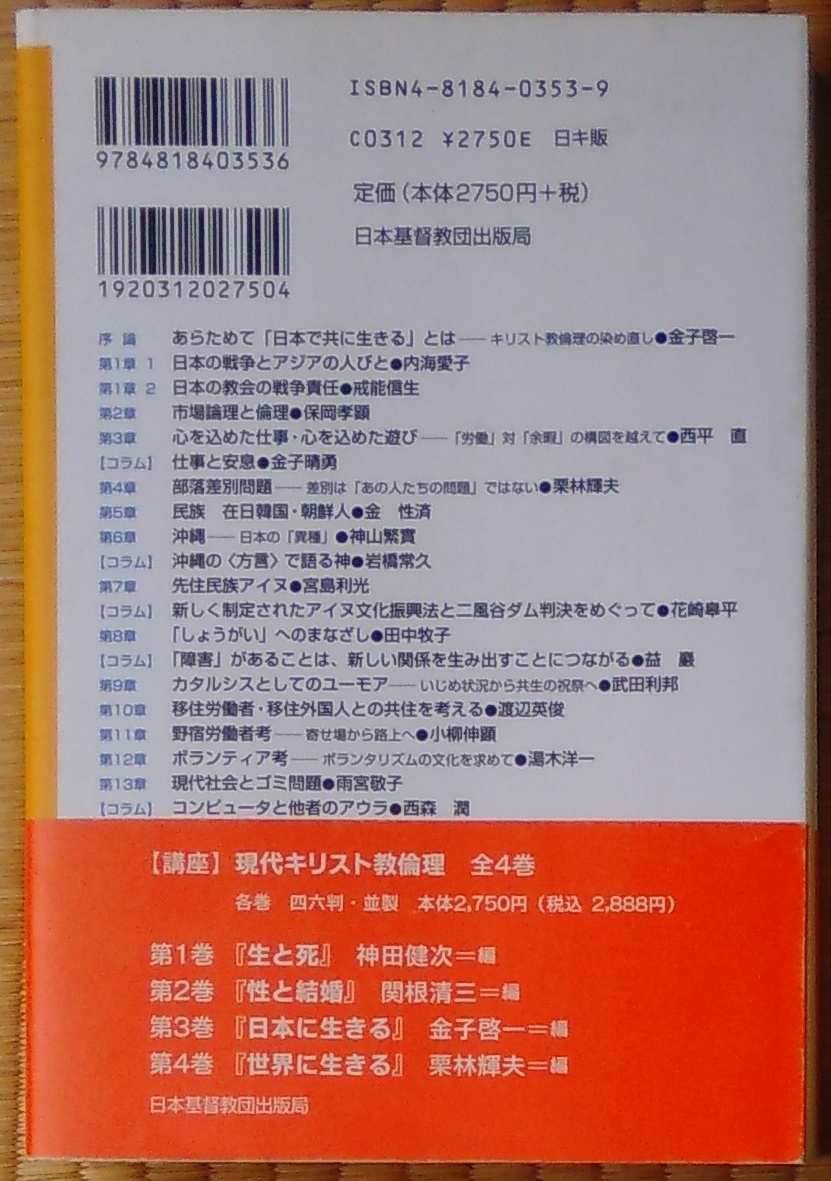 ISBN4-8184-0353-9
9784818403536
C0312 ¥2750E 日キ販
定価(本体2750円+税)
日本基督教団出版局
1920312027504
序 論 あらためて「日本で共に生きる」とは──キリスト教倫理の染め直し●金子啓一
第1章 1 日本の戦争とアジアの人びと●内海愛子
第1章 2 日本の教会の戦争責任●戒能信生
第2章 市場論理と倫理●保岡孝顕
第3章 心を込めた仕事・心を込めた遊び──「労働」対「余暇」の構図を越えて●西平 直
【コラム】 仕事と安息●金子晴勇
第4章 部落差別問題──差別は「あの人たちの問題」ではない●栗林輝夫
第5章 民族 在日韓国・朝鮮人●金 性済
第6章 沖縄──日本の「異種」●神山繁實
【コラム】 沖縄の〈方言〉で語る神●岩橋常久
第7章 先住民族アイヌ●宮島利光
【コラム】 新しく制定されたアイヌ文化振興法と二風谷ダム判決をめぐって●花崎皋平
第8章 「しょうがい」へのまなざし●田中牧子
【コラム】 「障害」があることは、新しい関係を生み出すことにつながる●益 巖
第9章 カタルシスとしてのユーモア──いじめ状況から共生の祝祭へ●武田利邦
第10章 移住労働者・移住外国人との共住を考える●渡辺英俊
第11章 野宿労働者考──寄せ場から路上へ●小柳伸顕
第12章 ボランティア考──ボランタリズムの文化を求めて●湯木洋一
第13章 現代社会とゴミ問題●雨宮敬子
【コラム】 コンピュータと他者のアウラ●西森 潤
【講座】現代キリスト教倫理 全4巻
各巻 四六判・並製 本体2,750円(税込 2,888円)
第1巻 『生と死』 神田健次=編
第2巻 『性と結婚』 関根清三=編
第3巻 『日本に生きる』 金子啓一=編
第4巻 『世界に生きる』 栗林輝夫=編
日本基督教団出版局